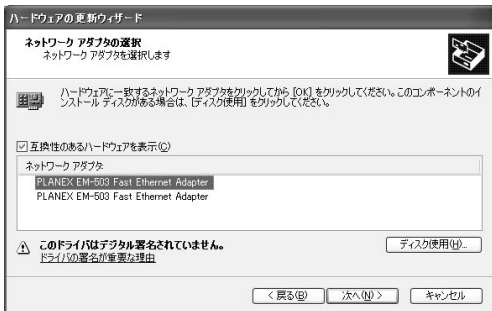 ハードウェアの更新ウィザード
ネットワーク アダプタの選択
ネットワーク アダプタを選択します
ハードウェアに一致するネットワーク アダプタをクリックしてから [OK] をクリックしてください。このコンポーネントのイ
ンストール ディスクがある場合は、[ディスク使用] をクリックしてください。
互換性のあるハードウェアを表示(C)
ネットワーク アダプタ
PLANEX EM-503 Fast Ethernet Adapter
PLANEX EM-503 Fast Ethernet Adapter
このドライバはデジタル署名されていません。
ディスク使用(H)...
ドライバの署名が重要な理由
< 戻る(B) 次へ(N) > キャンセル